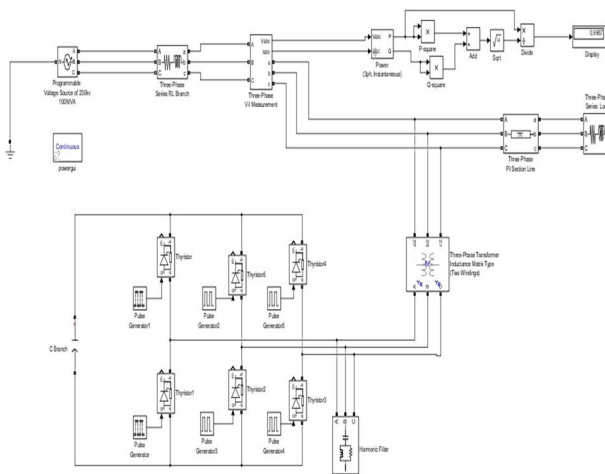 Programmable
Voltage Source of 230kv
100MVA
Three-Phase
Series RL Branch
Three-Phase
V-I Measurement
Vabc
Iabc
Vabc
Iabc
P
Q
Power
(3ph, Instantaneous)
P-square
Q-square
Add
Sqrt
Divide
Display
Continuous
powergui
Three-Phase
PI Section Line
Three-Pha
Series Loa
Three-Phase Transformer
Inductance Matrix Type
(Two Windings)
C Branch
Thyristor
Thyristor5
Thyristor4
Pulse
Generator1
Pulse
Generator2
Pulse
Generator5
Thyristor1
Thyristor2
Thyristor3
Pulse
Generator
Pulse
Generator3
Pulse
Generator4
Harmonic Filter